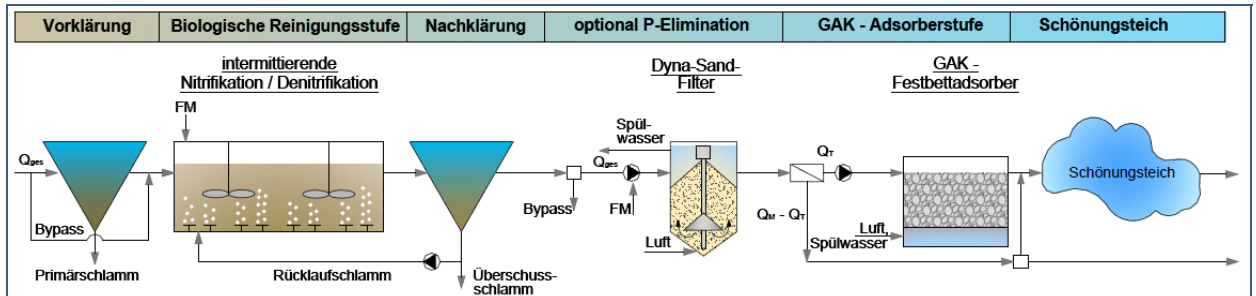 Vorklärung
Biologische Reinigungsstufe
Nachklärung
optional P-Elimination
GAK - Adsorberstufe
Schönungsteich
intermittierende
Nitrifikation / Denitrifikation
Dyna-Sand-
Filter
GAK -
Festbettadsorber
FM
Spül-
wasser
Qges
Qges
QT
Schönungsteich
Bypass
Bypass
FM
QM - QT
Luft
Luft,
Spülwasser
Primärschlamm
Rücklaufschlamm
Überschuss-
schlamm